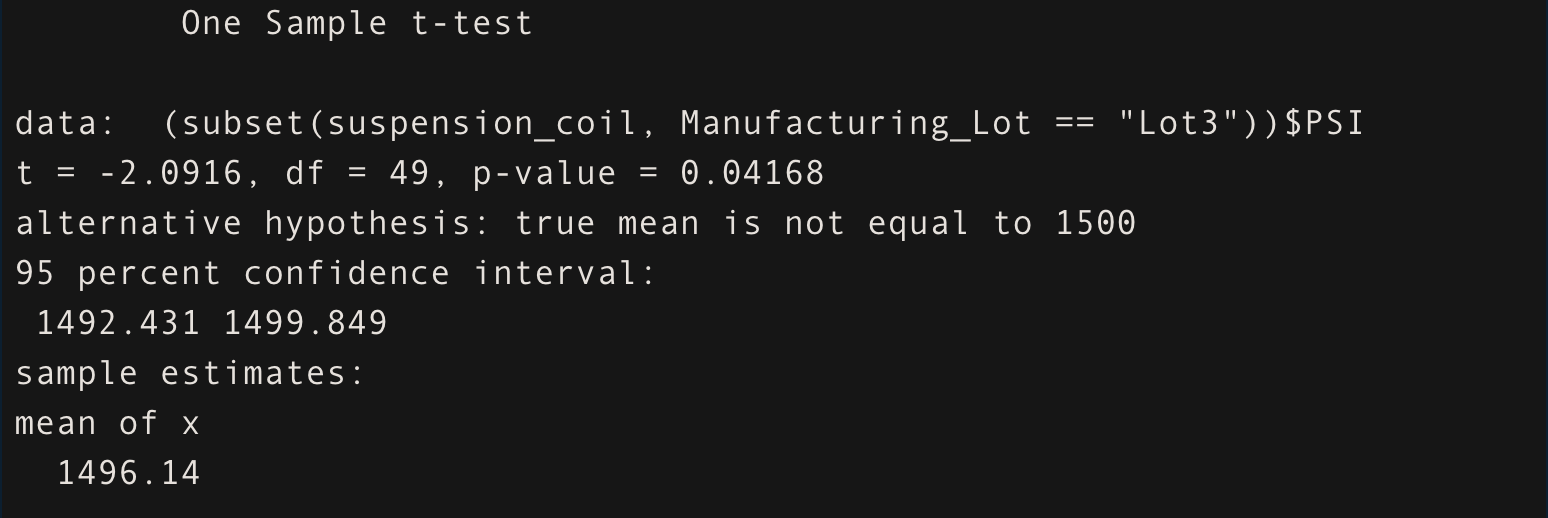 One Sample t-test
data:  (subset(suspension_coil, Manufacturing_Lot == "Lot3"))$PSI
t = -2.0916, df = 49, p-value = 0.04168
alternative hypothesis: true mean is not equal to 1500
95 percent confidence interval:
 1492.431 1499.849
sample estimates:
mean of x
  1496.14